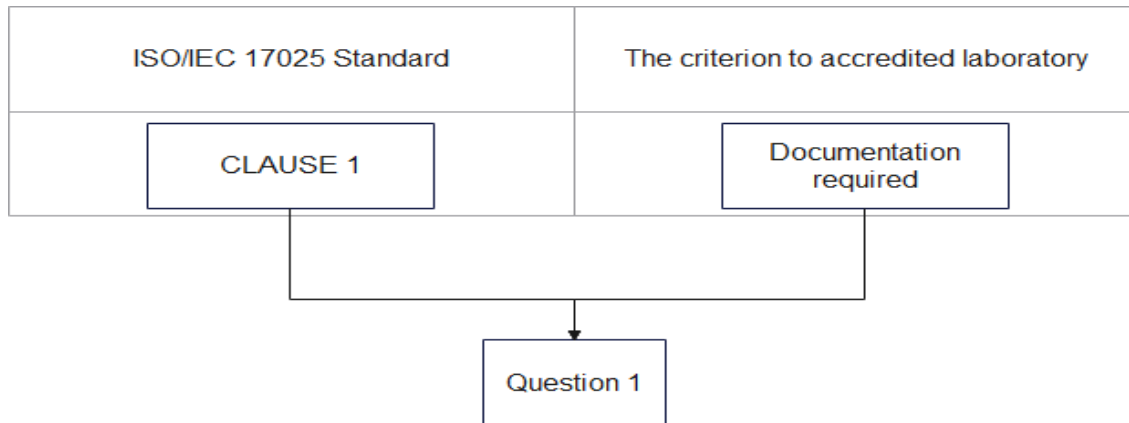 ISO/IEC 17025 Standard
The criterion to accredited laboratory
CLAUSE 1
Documentation
required
Question 1